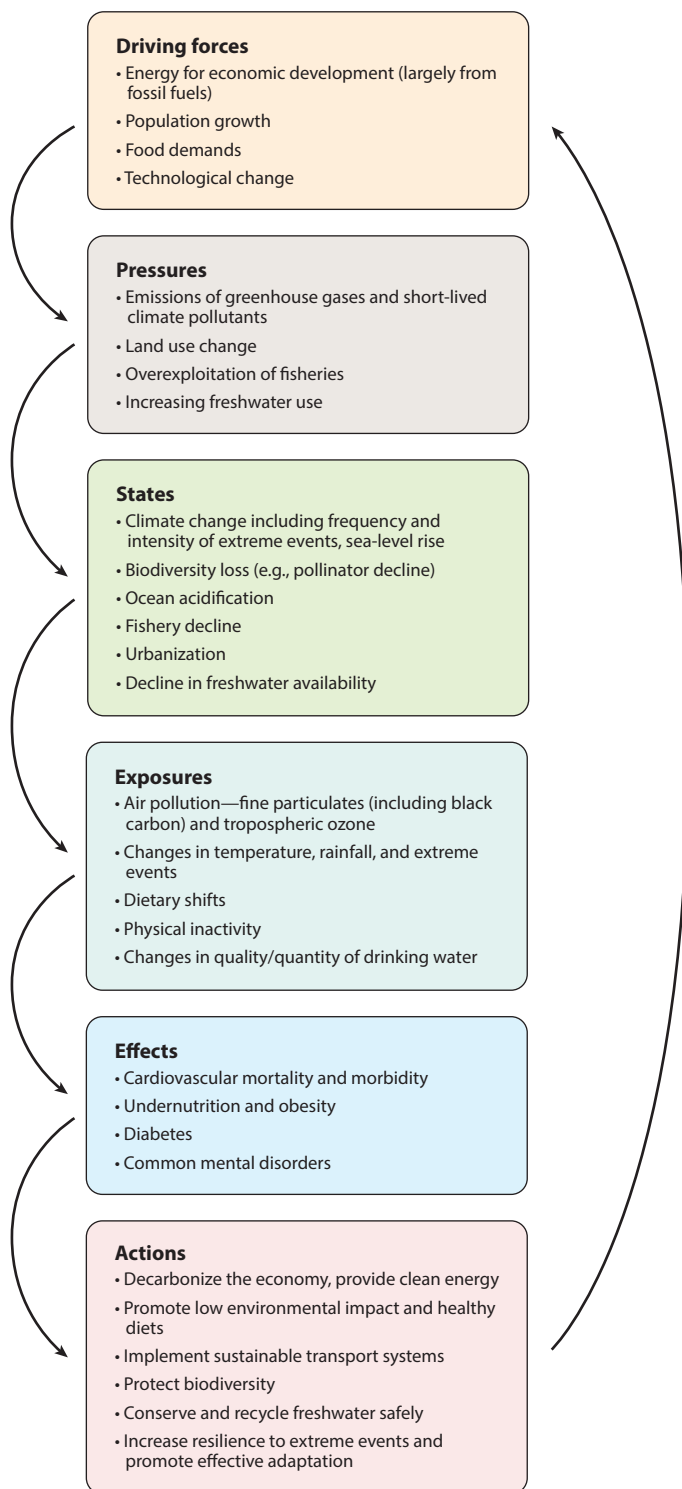 Driving forces
• Energy for economic development (largely from
fossil fuels)
• Population growth
• Food demands
• Technological change
Pressures
• Emissions of greenhouse gases and short-lived
climate pollutants
• Land use change
• Overexploitation of fisheries
• Increasing freshwater use
States
• Climate change including frequency and
intensity of extreme events, sea-level rise
• Biodiversity loss (e.g., pollinator decline)
• Ocean acidification
• Fishery decline
• Urbanization
• Decline in freshwater availability
Exposures
• Air pollution—fine particulates (including black
carbon) and tropospheric ozone
• Changes in temperature, rainfall, and extreme
events
• Dietary shifts
• Physical inactivity
• Changes in quality/quantity of drinking water
Effects
• Cardiovascular mortality and morbidity
• Undernutrition and obesity
• Diabetes
• Common mental disorders
Actions
• Decarbonize the economy, provide clean energy
• Promote low environmental impact and healthy
diets
• Implement sustainable transport systems
• Protect biodiversity
• Conserve and recycle freshwater safely
• Increase resilience to extreme events and
promote effective adaptation